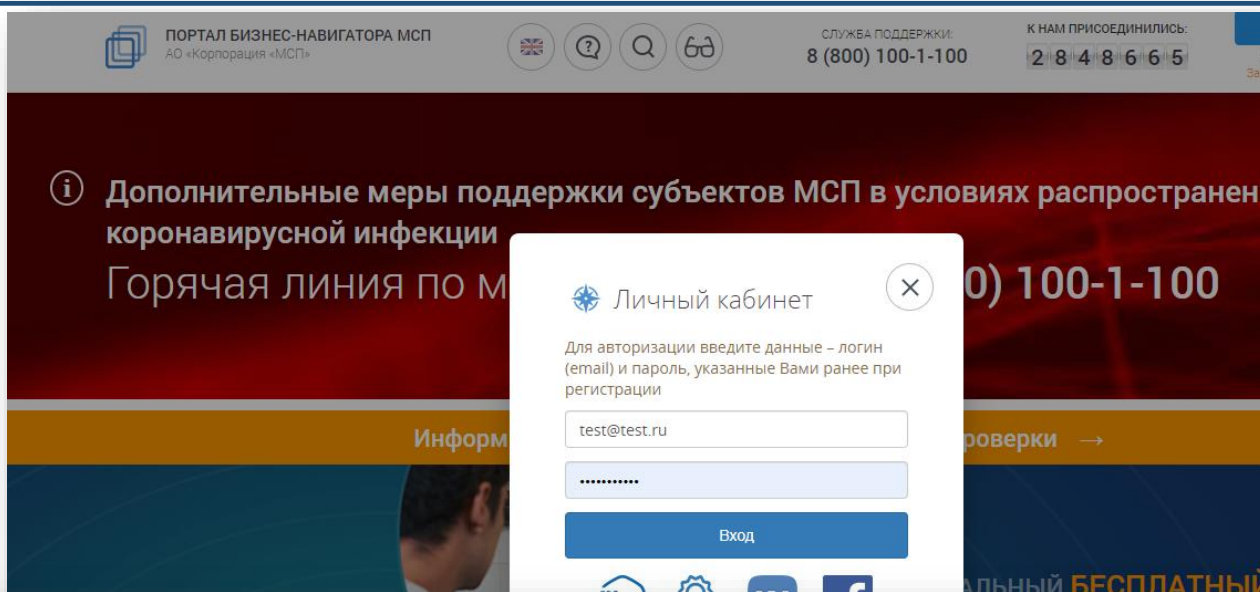 ПОРТАЛ БИЗНЕС-НАВИГАТОРА МСП
АО «Корпорация «МСП»
СЛУЖБА ПОДДЕРЖКИ:
8 (800) 100-1-100
К НАМ ПРИСОЕДИНИЛИСЬ:
2848665
За
Дополнительные меры поддержки субъектов МСП в условиях распространен
коронавирусной инфекции
Горячая линия по м
0) 100-1-100
Личный кабинет
Для авторизации введите данные – логин
(email) и пароль, указанные Вами ранее при
регистрации
test@test.ru
Информ
роверки →
Вход
АЛЬНЫЙ БЕСПЛАТНЫЙ